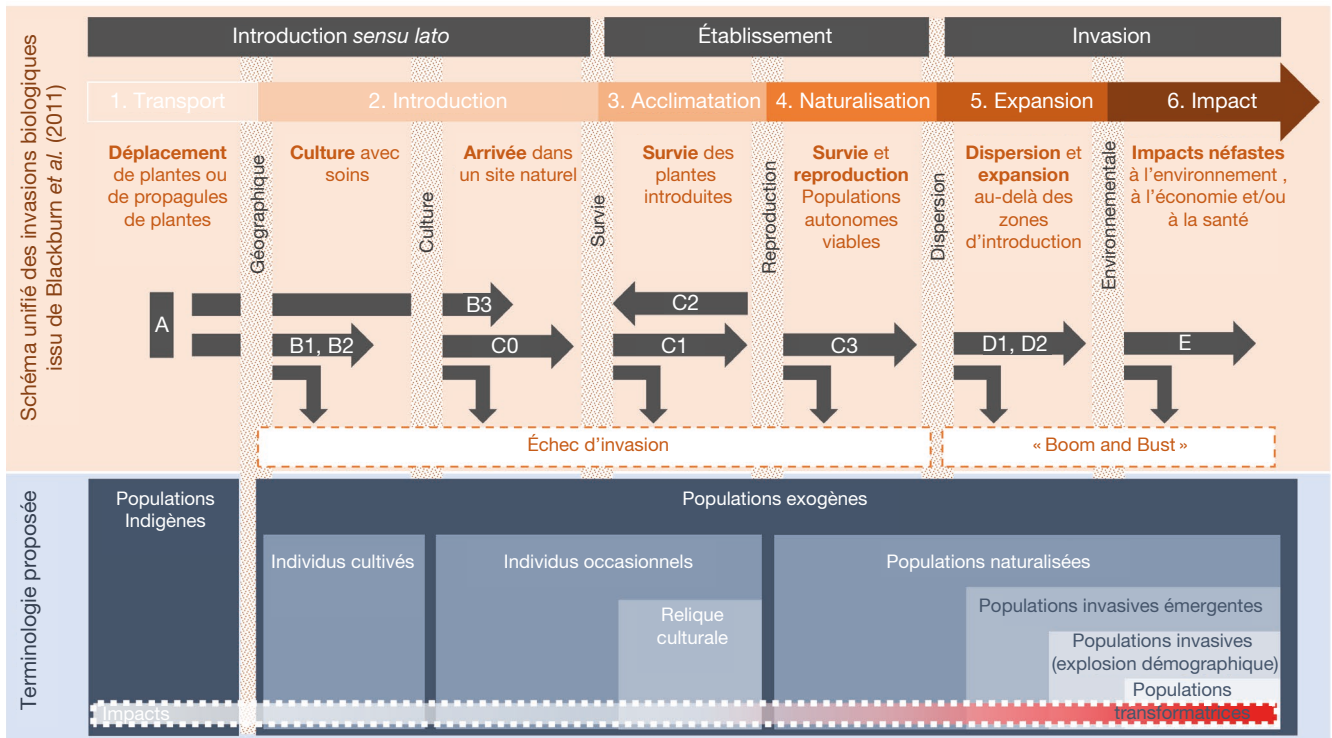 Schéma unifié des invasions biologiques
issu de Blackburn et al. (2011)
Introduction sensu lato
Établissement
Invasion
1. Transport
2. Introduction
3. Acclimatation
4. Naturalisation
5. Expansion
6. Impact
Déplacement
de plantes ou
de propagules
de plantes
Géographique
Culture avec
soins
Culture
Arrivée dans
un site naturel
Survie
Survie des
plantes
introduites
Reproduction
Survie et
reproduction
Populations
autonomes
viables
Dispersion
Dispersion et
expansion
au-delà des
zones
d'introduction
Environnementale
Impacts néfastes
à l'environnement ,
à l'économie et/ou
à la santé
A
B3
C2
B1, B2
C0
C1
C3
D1, D2
E
Échec d'invasion
« Boom and Bust »
Terminologie proposée
Populations
Indigènes
Populations exogènes
Individus cultivés
Individus occasionnels
Populations naturalisées
Relique
culturale
Populations invasives émergentes
Populations invasives
(explosion démographique)
Populations
transformatrices
Impacts